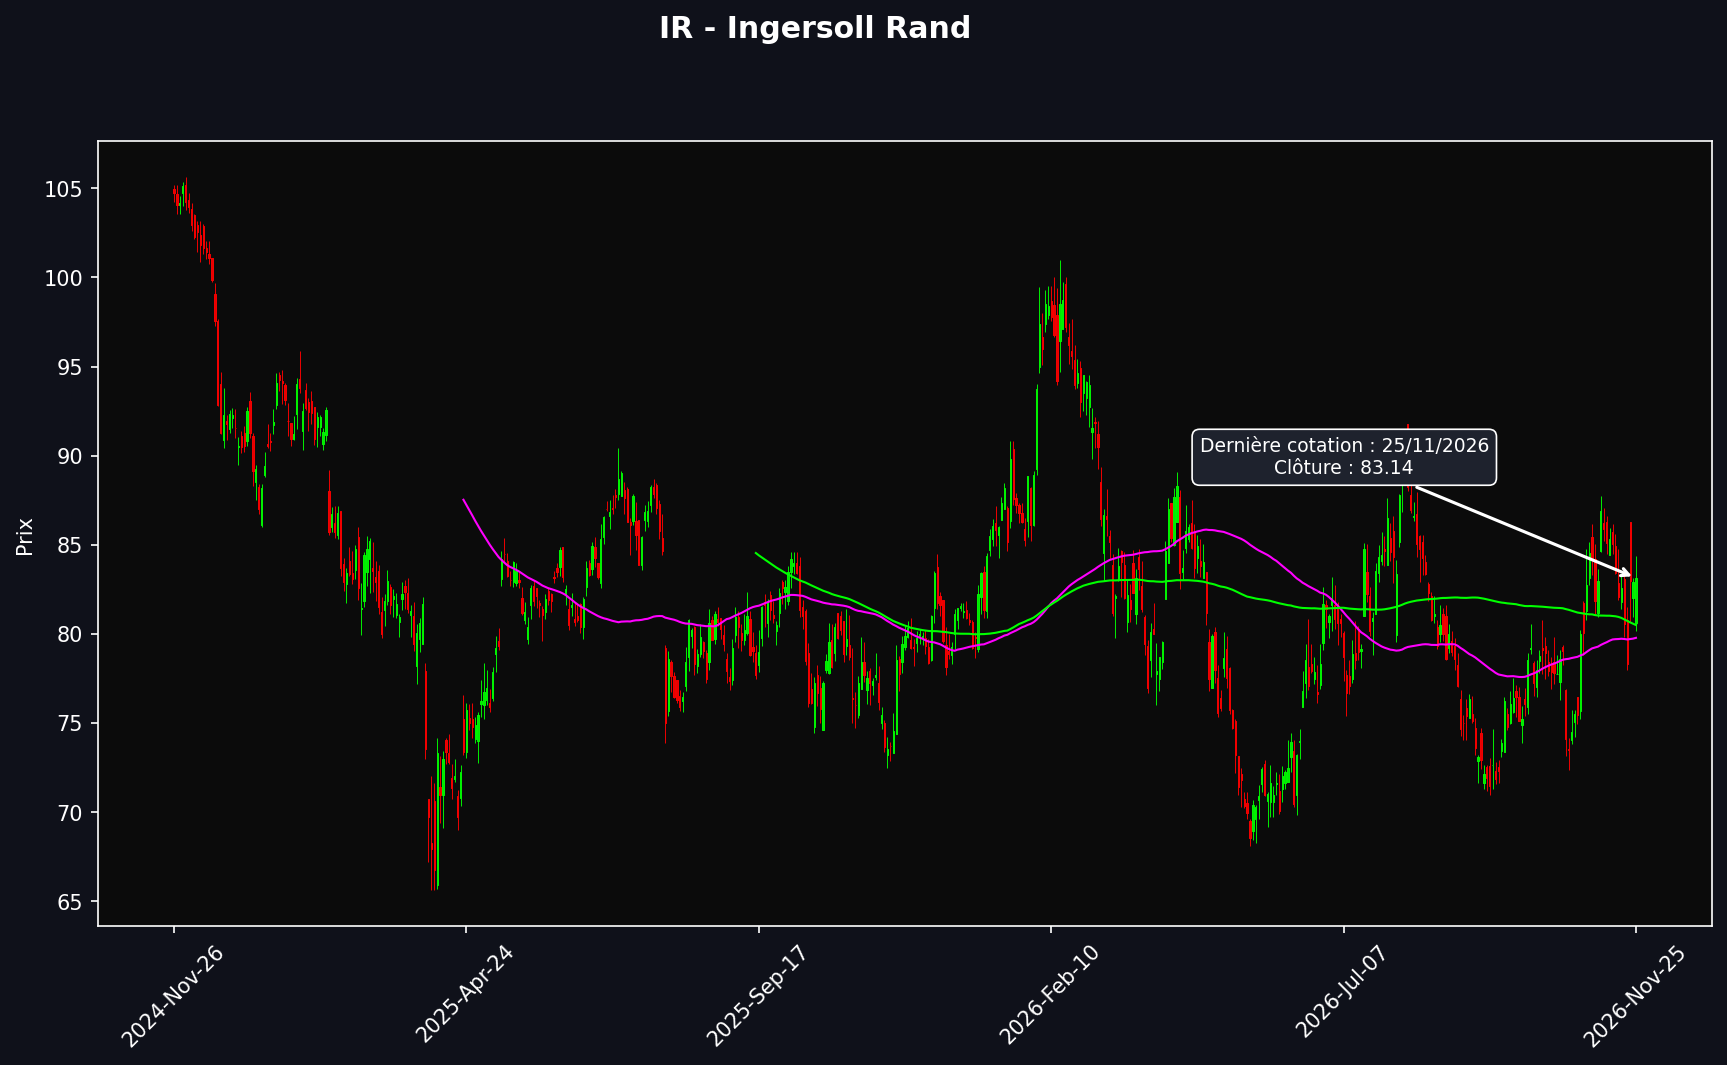 IR - Ingersoll Rand
Prix
105
100
95
90
85
80
75
70
65
Dernière cotation : 25/11/2026
Clôture : 83.14
2024-Nov-26
2025-Apr-24
2025-Sep-17
2026-Feb-10
2026-Jul-07
2026-Nov-25